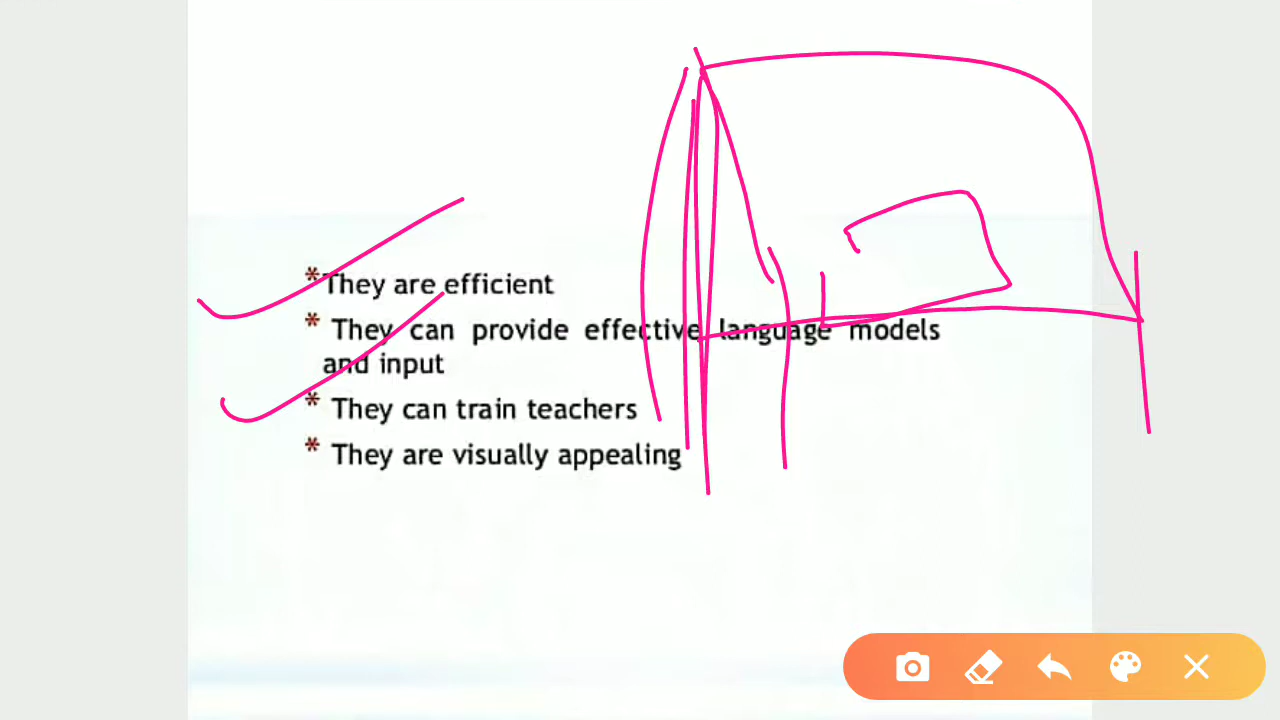 *They are efficient
* They can provide effective language models
and input
* They can train teachers
* They are visually appealing